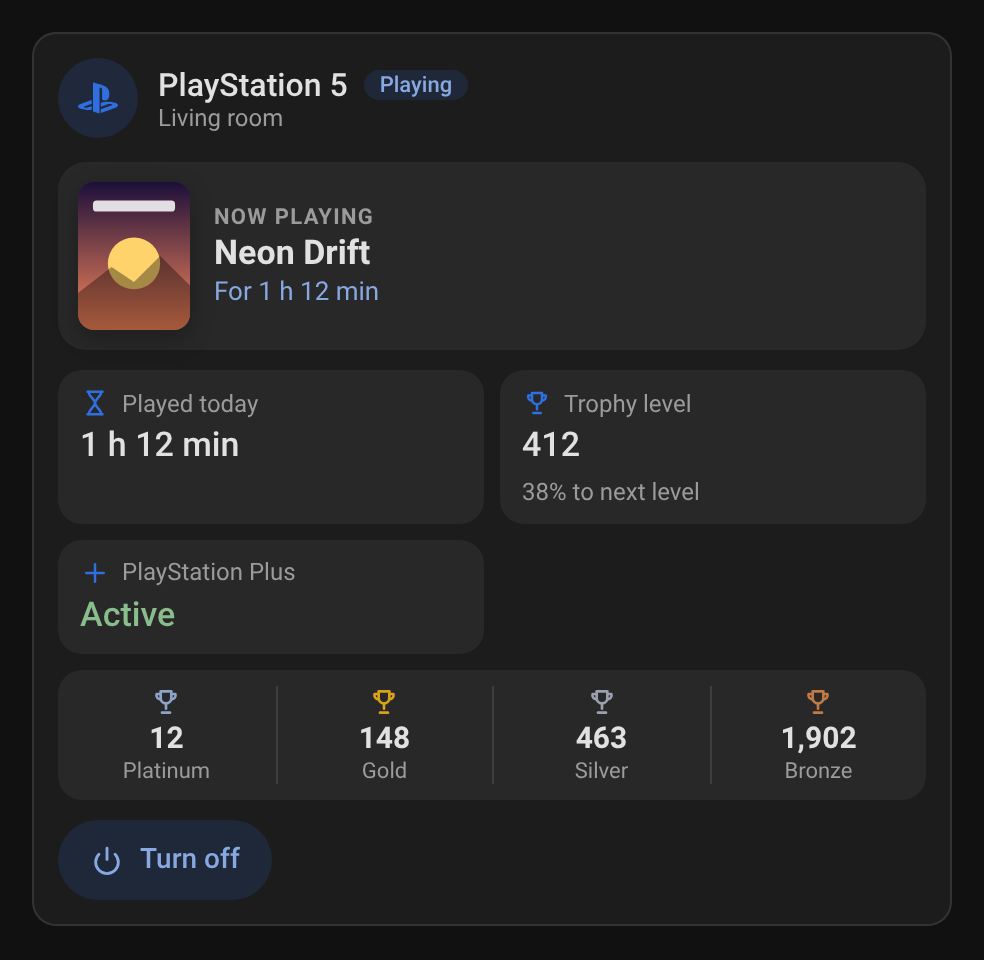 PlayStation 5 Playing
Living room
NOW PLAYING
Neon Drift
For 1 h 12 min
Played today
1 h 12 min
Trophy level
412
38% to next level
PlayStation Plus
Active
12
Platinum
148
Gold
463
Silver
1,902
Bronze
Turn off